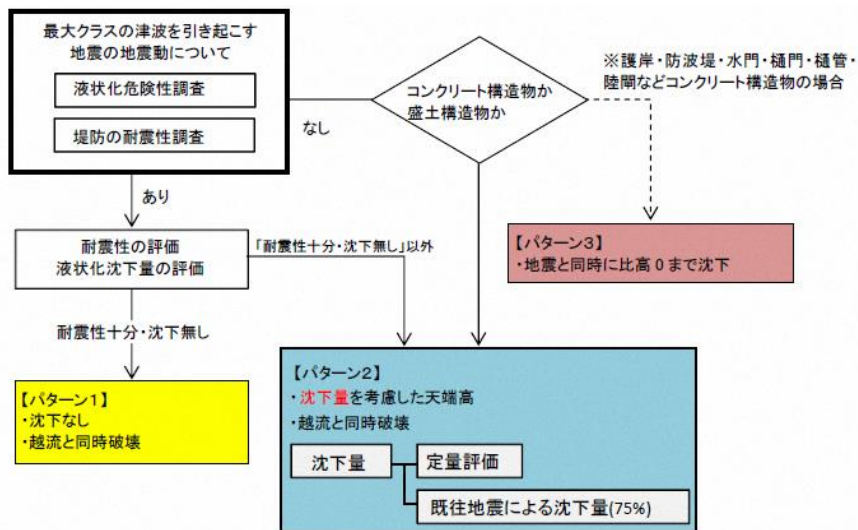 最大クラスの津波を引き起こす
地震の地震動について
液状化危険性調査
堤防の耐震性調査
なし
コンクリート構造物か
盛土構造物か
※護岸・防波堤・水門・樋門・樋管・
陸閘などコンクリート構造物の場合
あり
耐震性の評価
液状化沈下量の評価
「耐震性十分・沈下無し」以外
【パターン3】
・地震と同時に比高0まで沈下
耐震性十分・沈下無し
【パターン1】
・沈下なし
・越流と同時破壊
【パターン2】
・沈下量を考慮した天端高
・越流と同時破壊
沈下量
定量評価
既往地震による沈下量(75%)